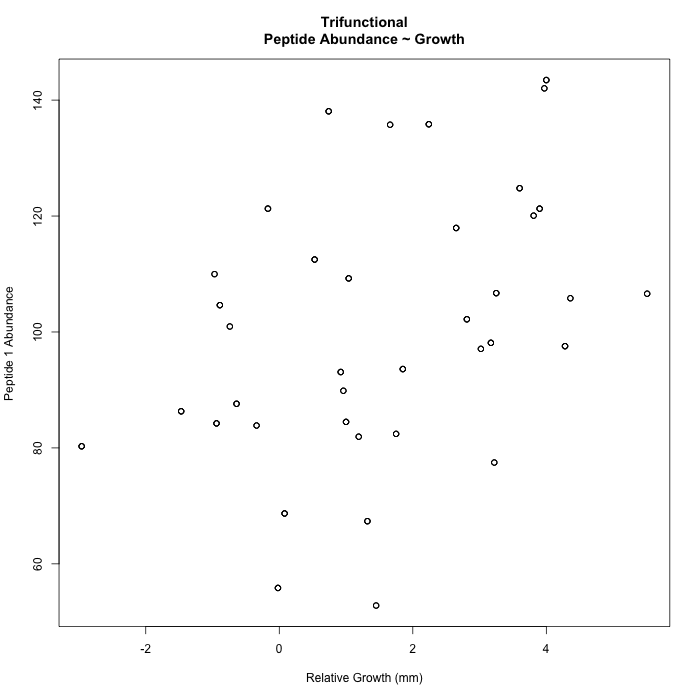 Trifunctional
Peptide Abundance ~ Growth
140
120
100
80
60
Peptide 1 Abundance
-2 0 2 4
Relative Growth (mm)